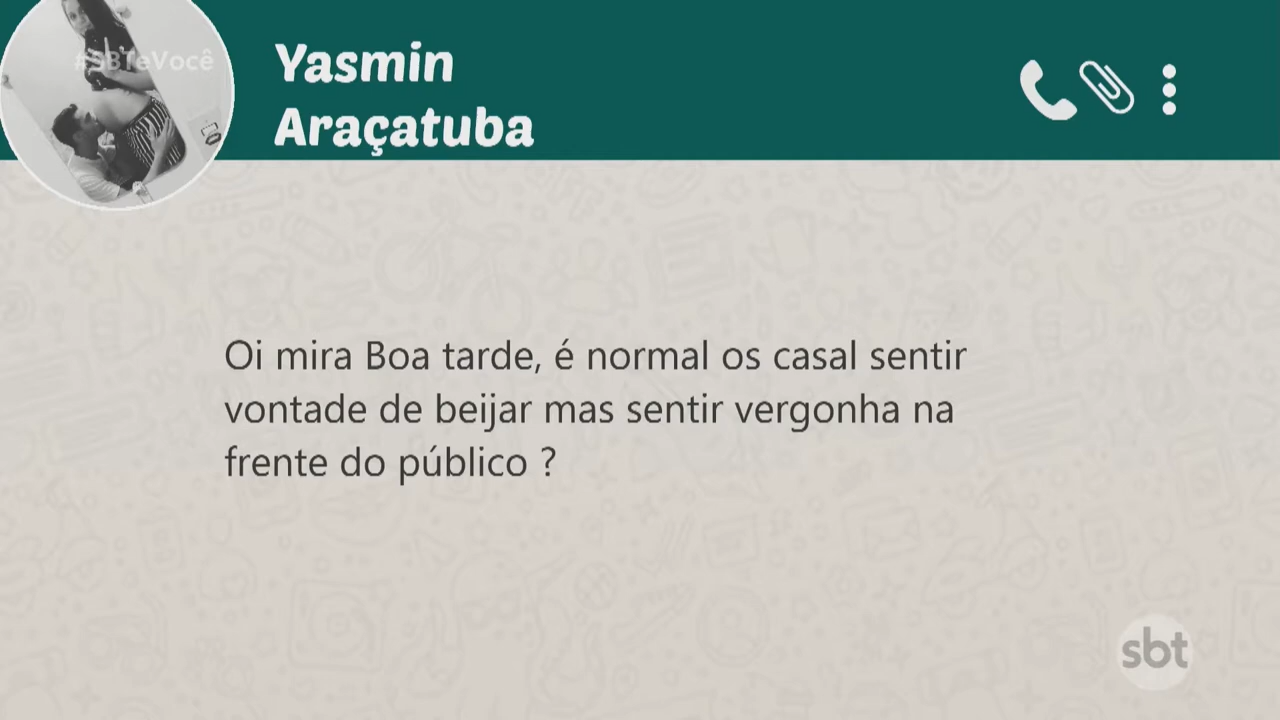 #SBTeVocê
Yasmin
Araçatuba
Oi mira Boa tarde, é normal os casal sentir
vontade de beijar mas sentir vergonha na
frente do público ?
sbt